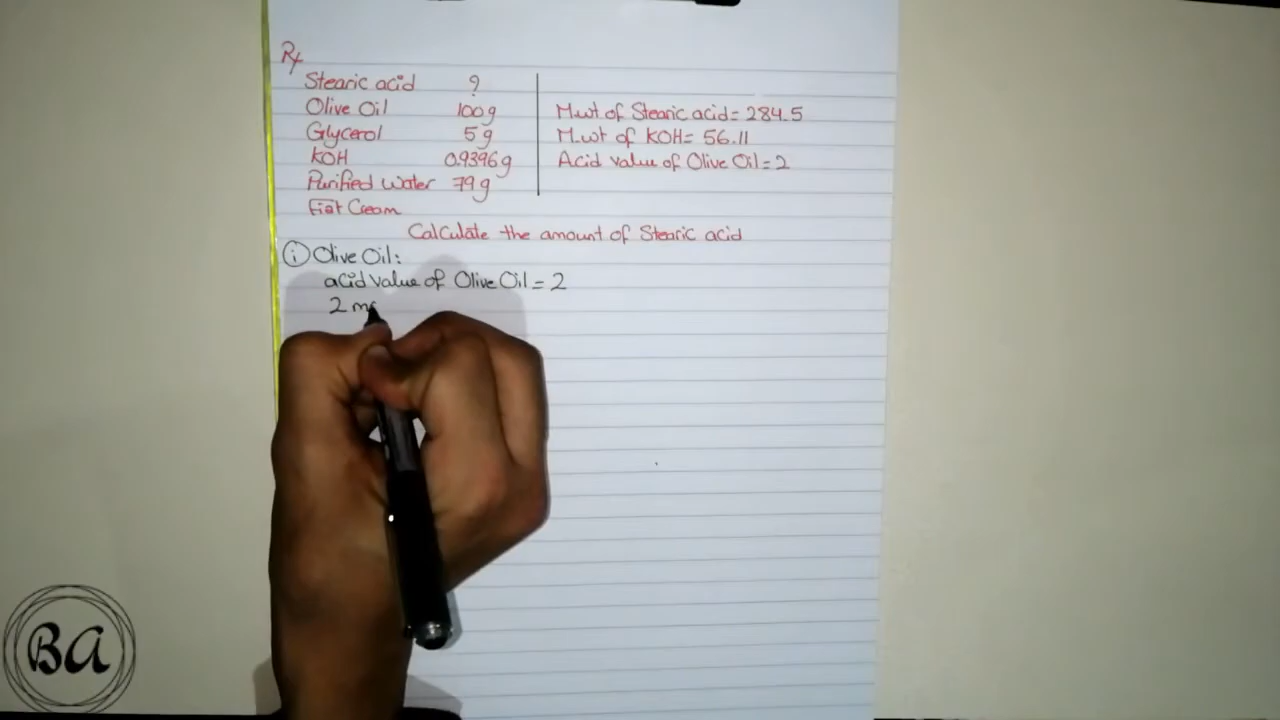 Rx
Stearic acid ?
Olive Oil 100g
Glycerol 5g
KOH 0.9396g
Purified Water 79g
Fiat Cream
M.wt of Stearic acid = 284.5
M.wt of KOH = 56.11
Acid value of Olive Oil = 2
Calculate the amount of Stearic acid
i Olive Oil:
acid value of Olive Oil = 2
2 m
BA